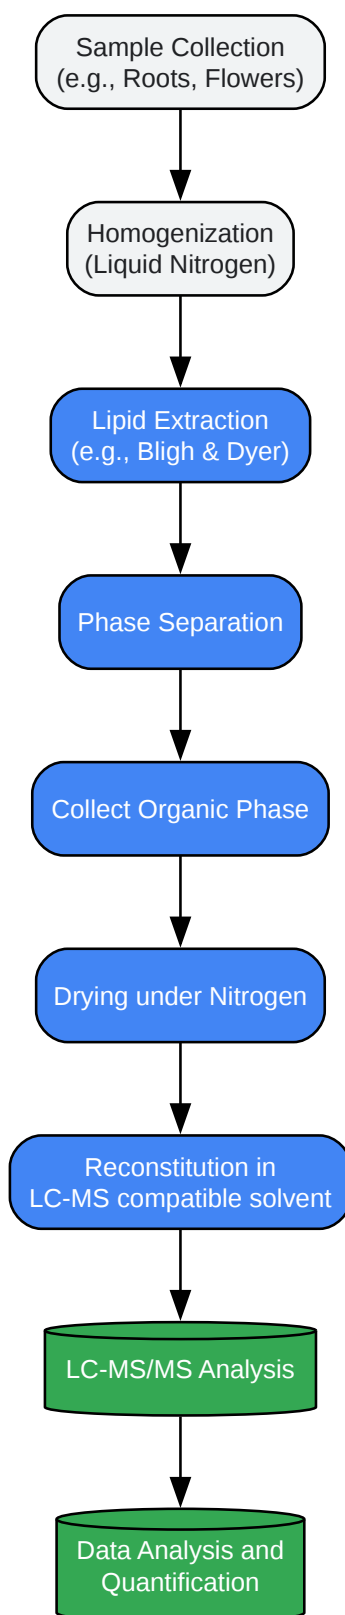 Sample Collection
(e.g., Roots, Flowers)
Homogenization
(Liquid Nitrogen)
Lipid Extraction
(e.g., Bligh & Dyer)
Phase Separation
Collect Organic Phase
Drying under Nitrogen
Reconstitution in
LC-MS compatible solvent
LC-MS/MS Analysis
Data Analysis and
Quantification